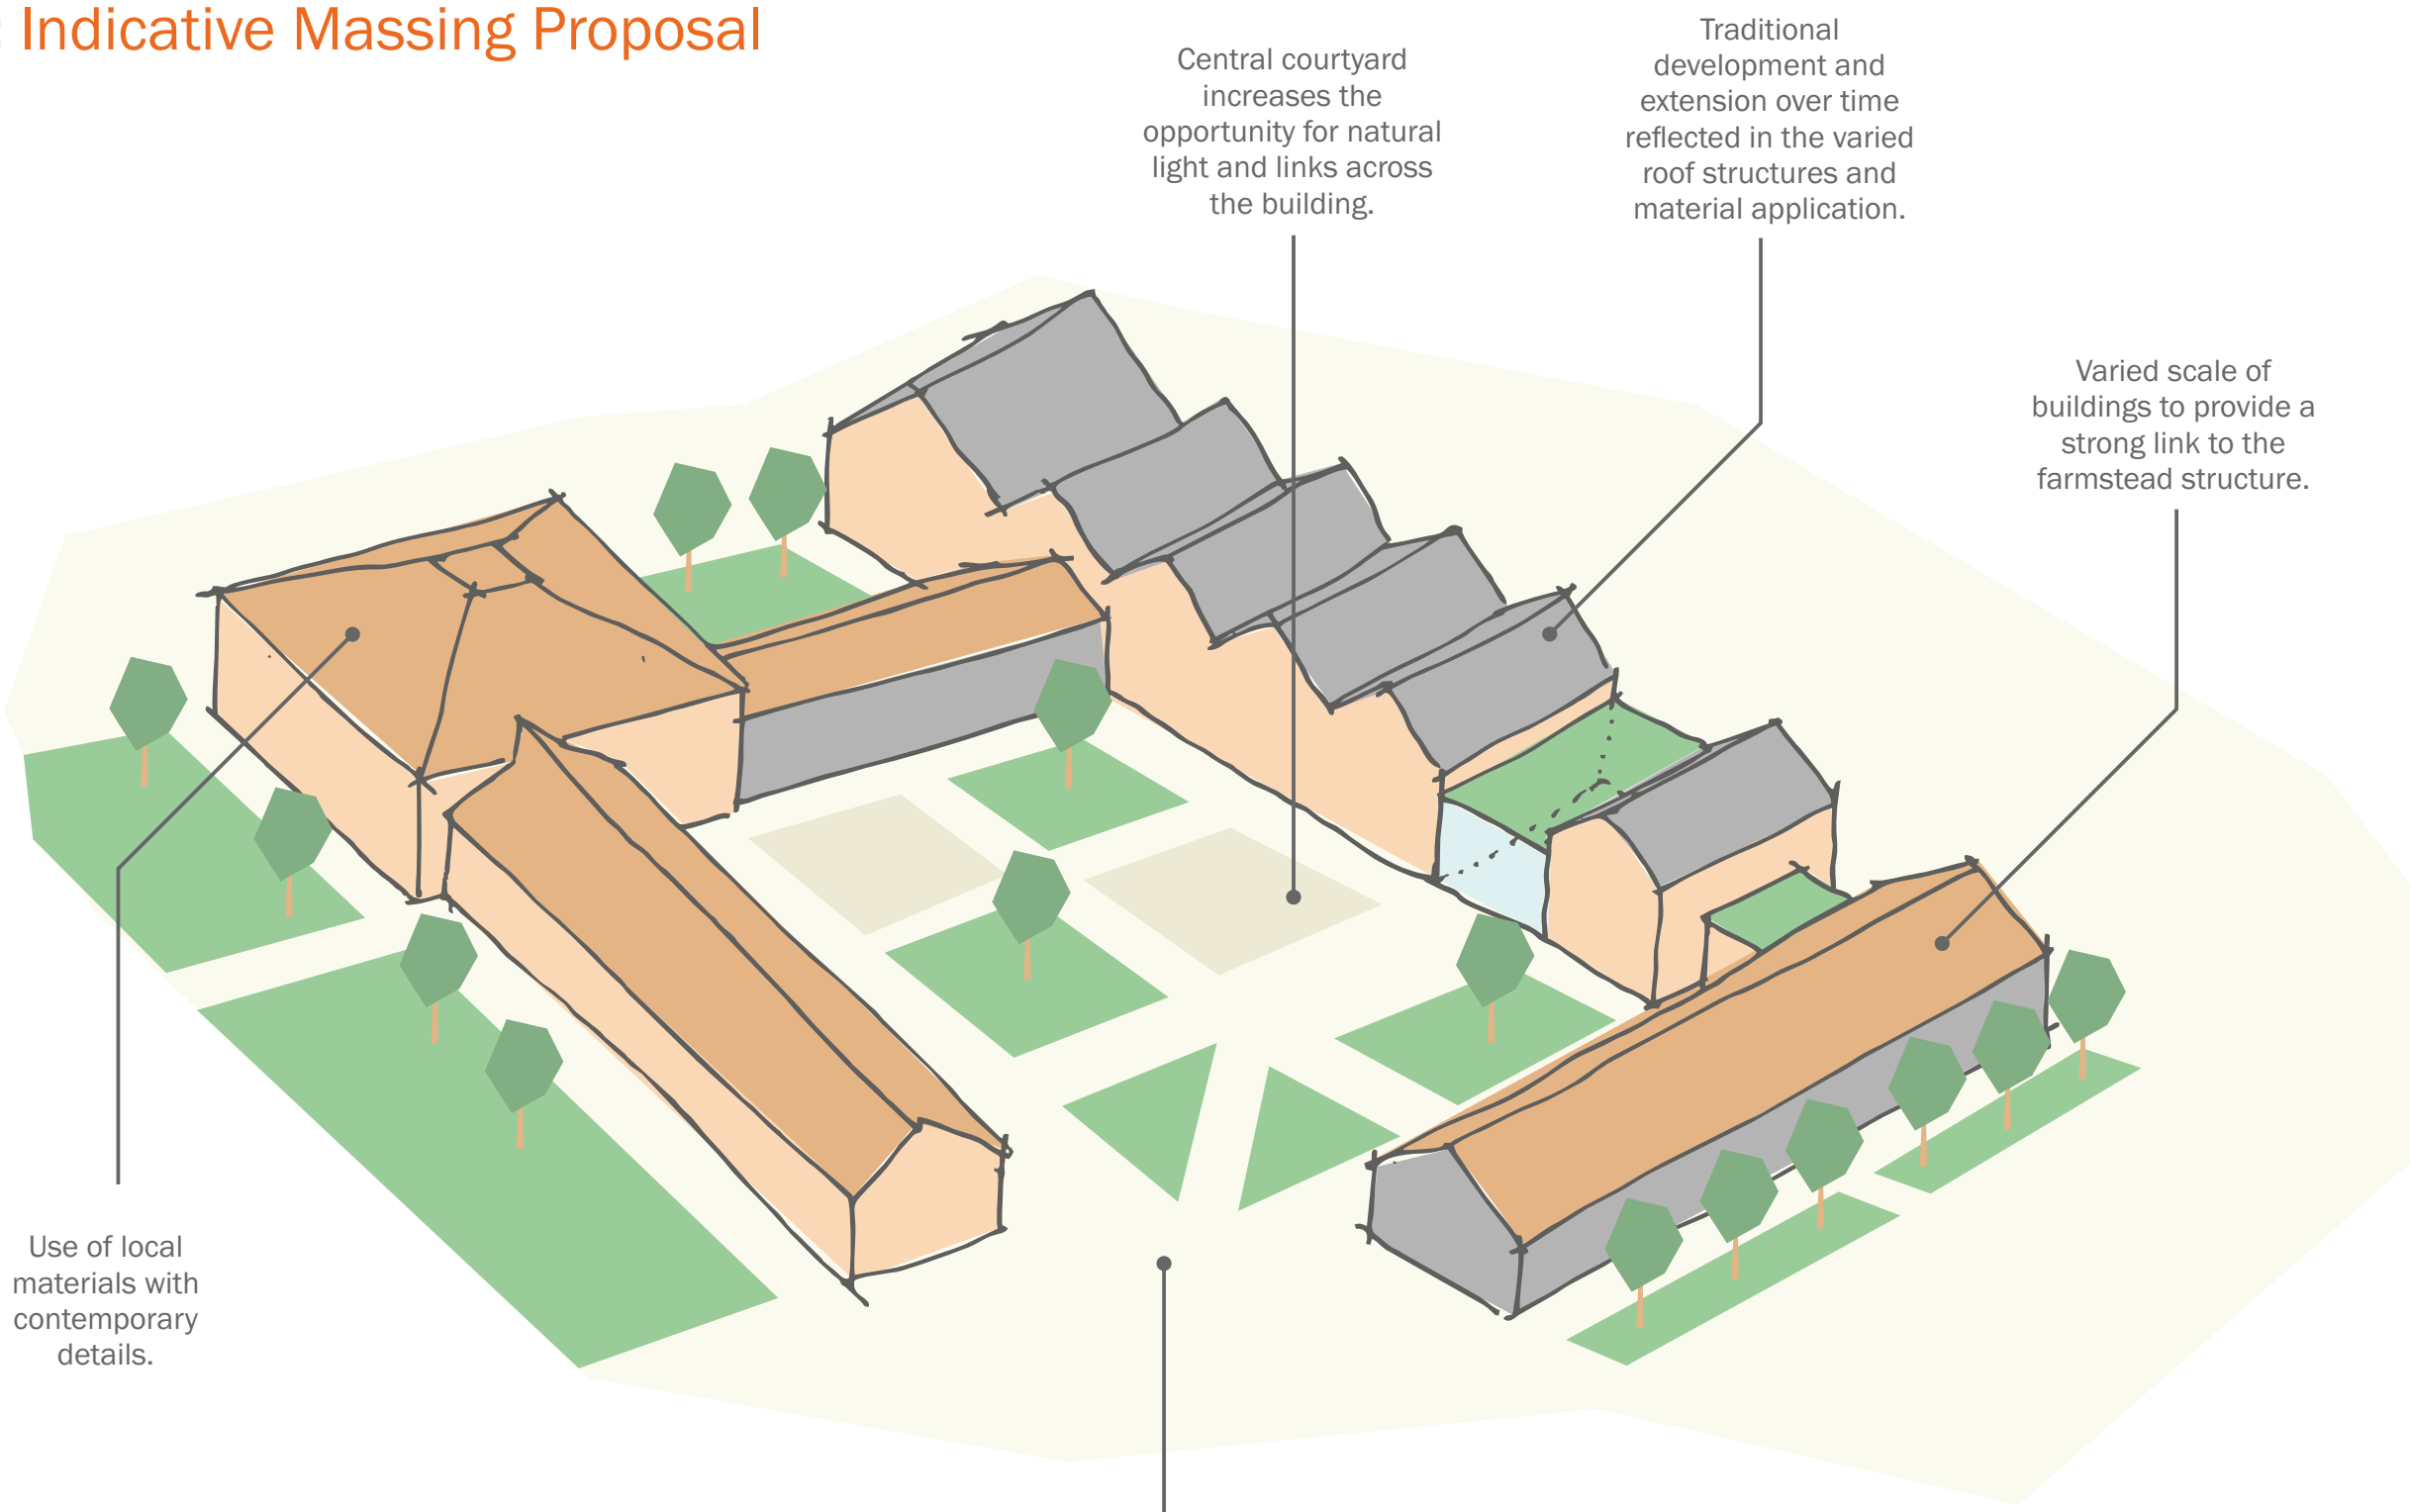 : Indicative Massing Proposal
Central courtyard
increases the
opportunity for natural
light and links across
the building.
Traditional
development and
extension over time
reflected in the varied
roof structures and
material application.
Varied scale of
buildings to provide a
strong link to the
farmstead structure.
Use of local
materials with
contemporary
details.